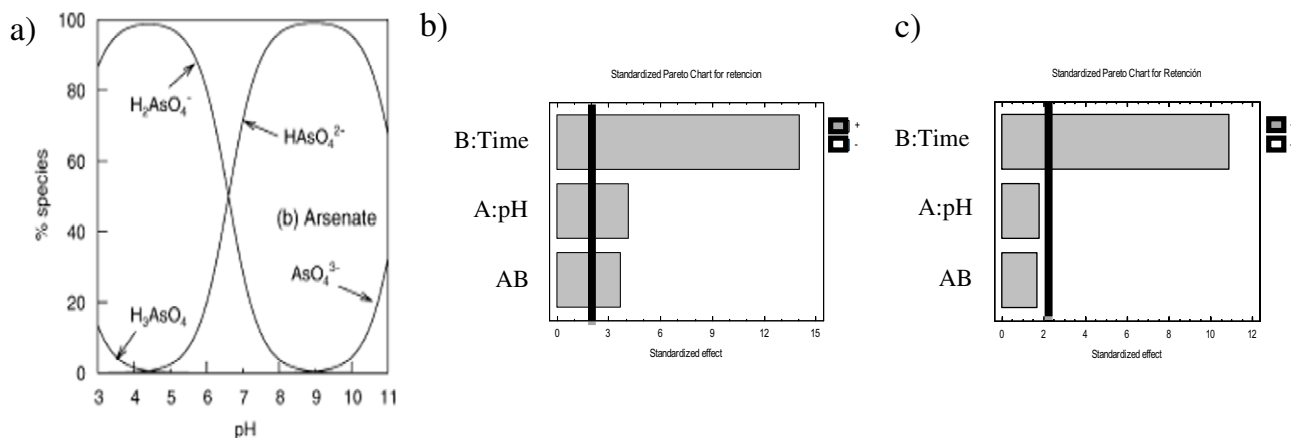 a)
100
80
60
40
20
0
% species
H₂AsO₄⁻
HAsO₄²⁻
(b) Arsenate
AsO₄³⁻
H₃AsO₄
3 4 5 6 7 8 9 10 11
pH
b)
Standardized Pareto Chart for retencion
B:Time
A:pH
AB
+
-
0 3 6 9 12 15
Standardized effect
c)
Standardized Pareto Chart for Retención
B:Time
A:pH
AB
0 2 4 6 8 10 12
Standardized effect